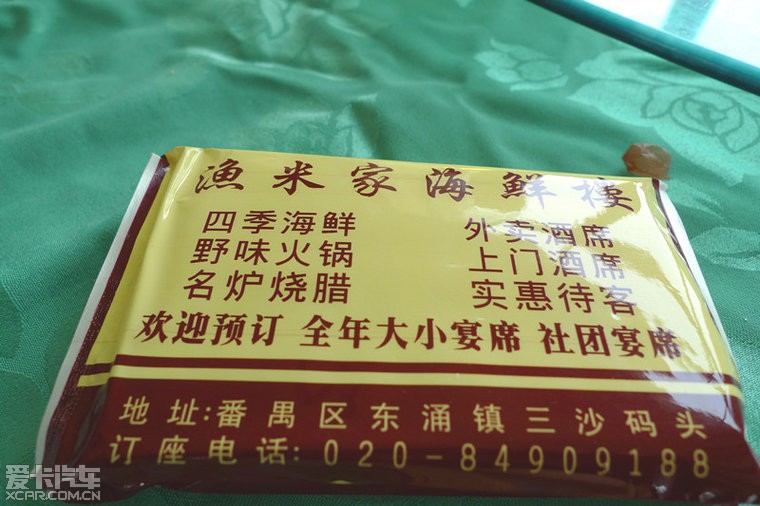 渔米家海鲜楼
四季海鲜 外卖酒席
野味火锅 上门酒席
名炉烧腊 实惠待客
欢迎预订 全年大小宴席 社团宴席
地址:番禺区东涌镇三沙码头
订座电话:020-84909188
爱卡汽车
XCAR.COM.CN